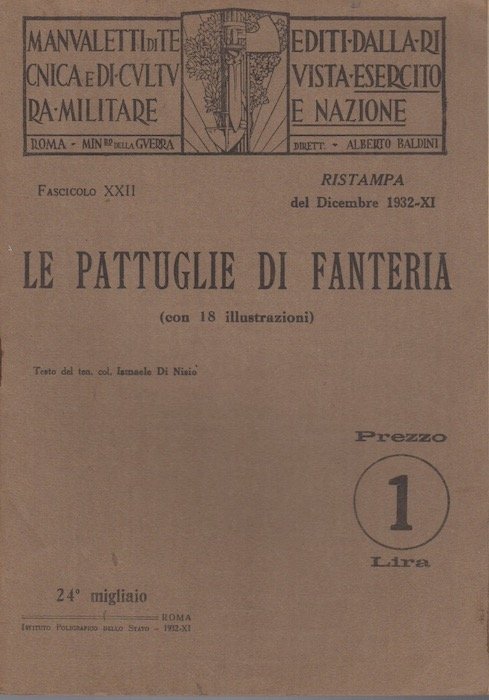 MANVALETTI DI TE
CNICA E DI CVLTV
RA·MILITARE
ROMA - MIN.RO DELLA GVERRA
EDITI·DALLA·RI
VISTA·ESERCITO
E NAZIONE
DIRETT. - ALBERTO BALDINI
FASCICOLO XXII
RISTAMPA
del Dicembre 1932-XI
LE PATTUGLIE DI FANTERIA
(con 18 illustrazioni)
Testo del ten. col. Ismaele Di Nisio
Prezzo
1
Lira
24° migliaio
ROMA
ISTITUTO POLIGRAFICO DELLO STATO - 1932-XI